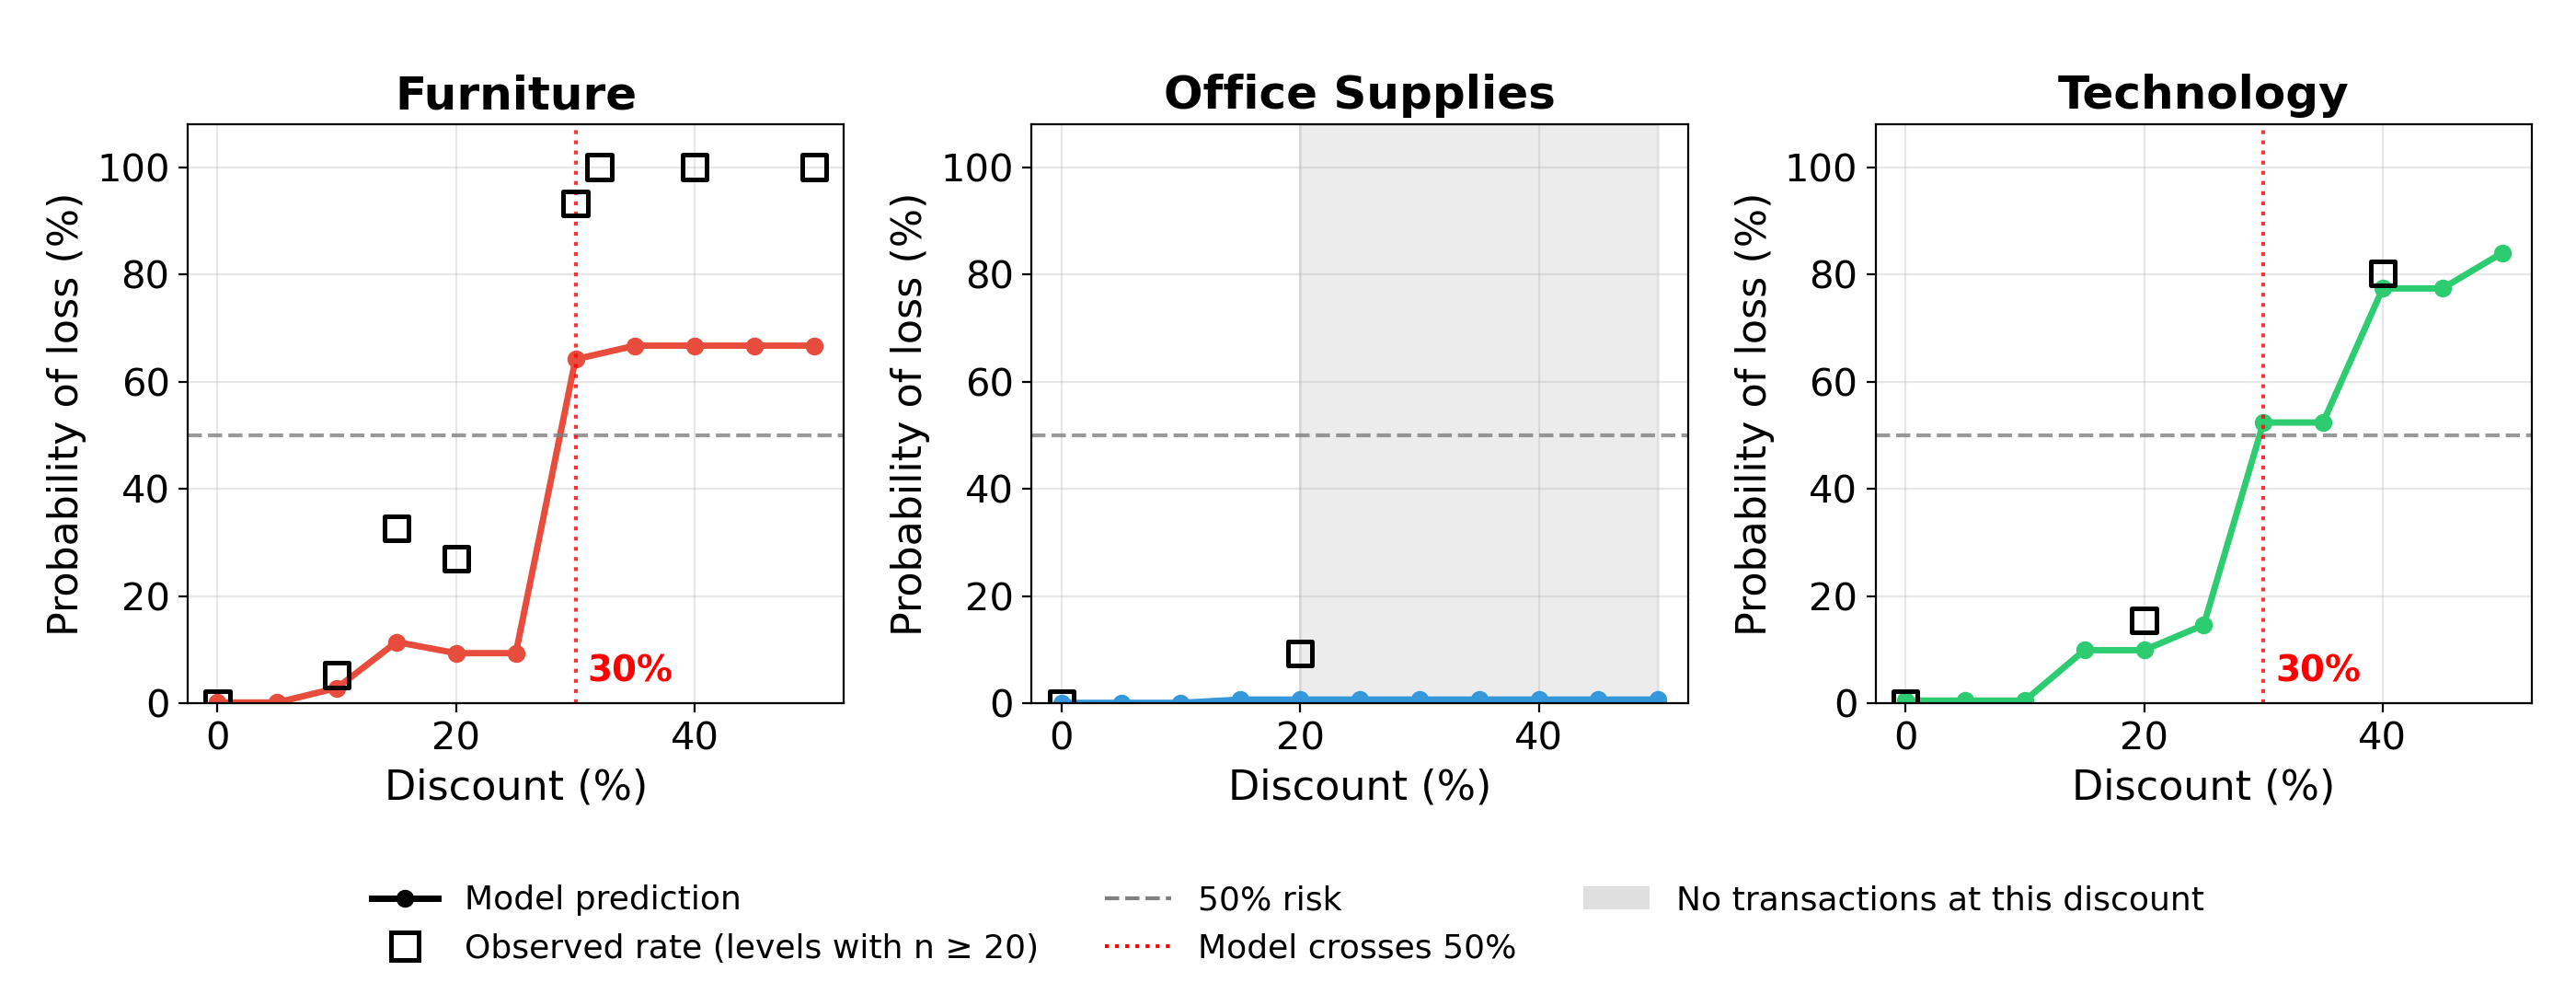 Furniture
Office Supplies
Technology
Probability of loss (%)
100
80
60
40
20
0
30%
0
20
40
Discount (%)
Probability of loss (%)
100
80
60
40
20
0
0
20
40
Discount (%)
Probability of loss (%)
100
80
60
40
20
0
30%
0
20
40
Discount (%)
Model prediction
Observed rate (levels with n ≥ 20)
50% risk
Model crosses 50%
No transactions at this discount